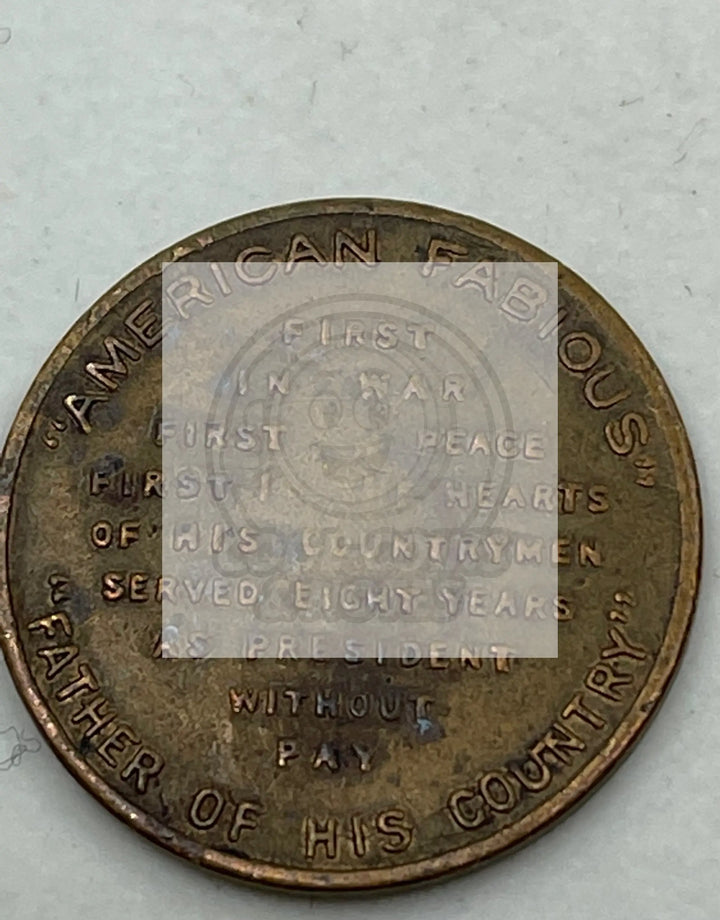 "AMERICAN FABIOUS"
FIRST
IN WAR
FIRST PEACE
FIRST HEARTS
OF HIS COUNTRYMEN
SERVED EIGHT YEARS
AS PRESIDENT
WITHOUT
PAY
"FATHER OF HIS COUNTRY"